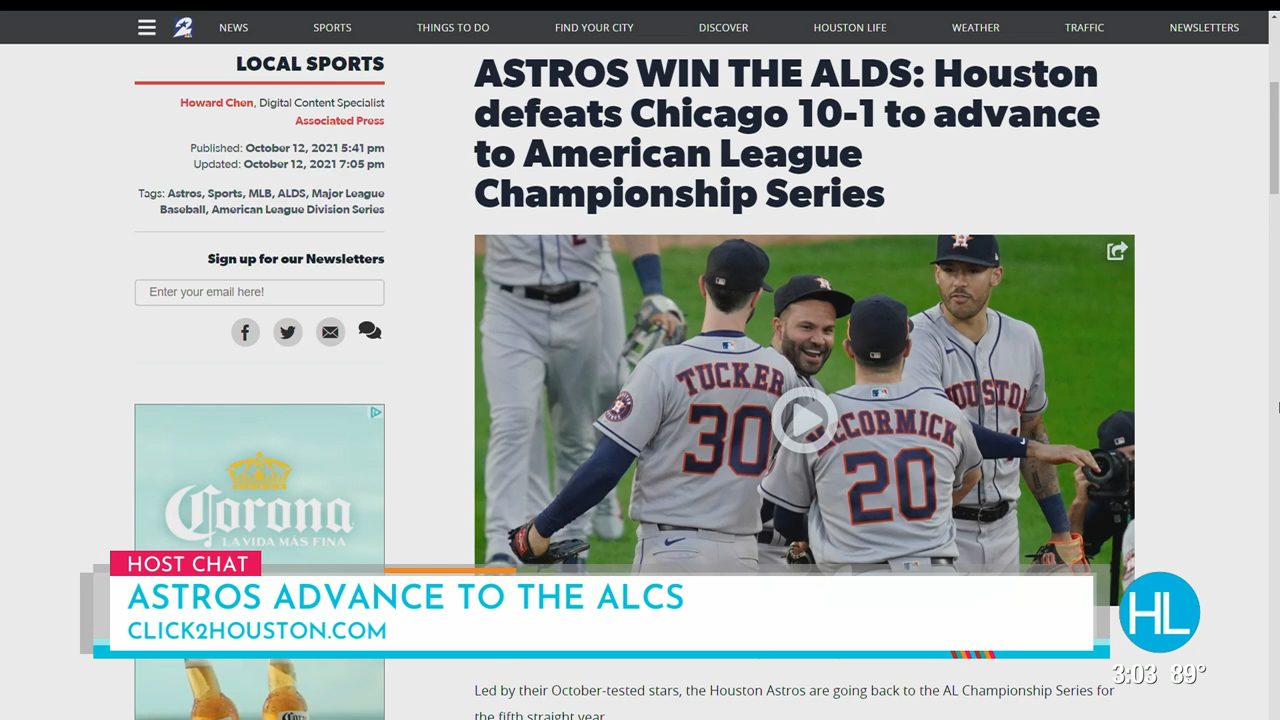 2
NEWS
SPORTS
THINGS TO DO
FIND YOUR CITY
DISCOVER
HOUSTON LIFE
WEATHER
TRAFFIC
NEWSLETTERS
LOCAL SPORTS
Howard Chen, Digital Content Specialist
Associated Press
Published: October 12, 2021 5:41 pm
Updated: October 12, 2021 7:05 pm
Tags: Astros, Sports, MLB, ALDS, Major League
Baseball, American League Division Series
Sign up for our Newsletters
Enter your email here!
Corona
LA VIDA MÁS FINA
ASTROS WIN THE ALDS: Houston
defeats Chicago 10-1 to advance
to American League
Championship Series
TUCKER
30
McCORMICK
20
HOUSTON
HOST CHAT
ASTROS ADVANCE TO THE ALCS
CLICK2HOUSTON.COM
HL
3:03 89°
Led by their October-tested stars, the Houston Astros are going back to the AL Championship Series for
the fifth straight year.